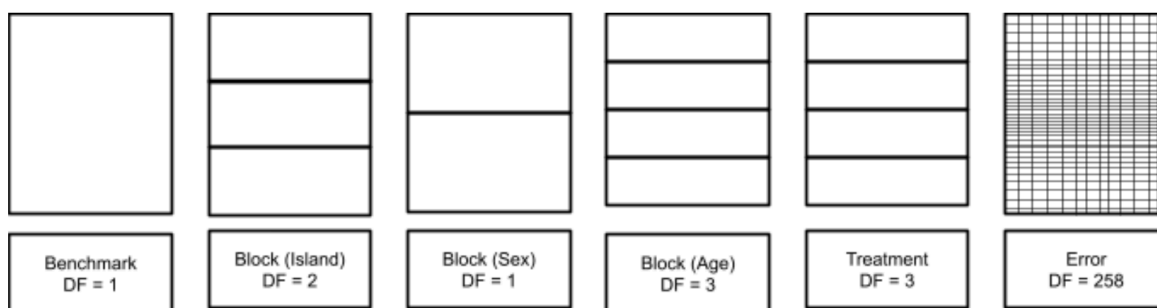 Benchmark
DF = 1
Block (Island)
DF = 2
Block (Sex)
DF = 1
Block (Age)
DF = 3
Treatment
DF = 3
Error
DF = 258